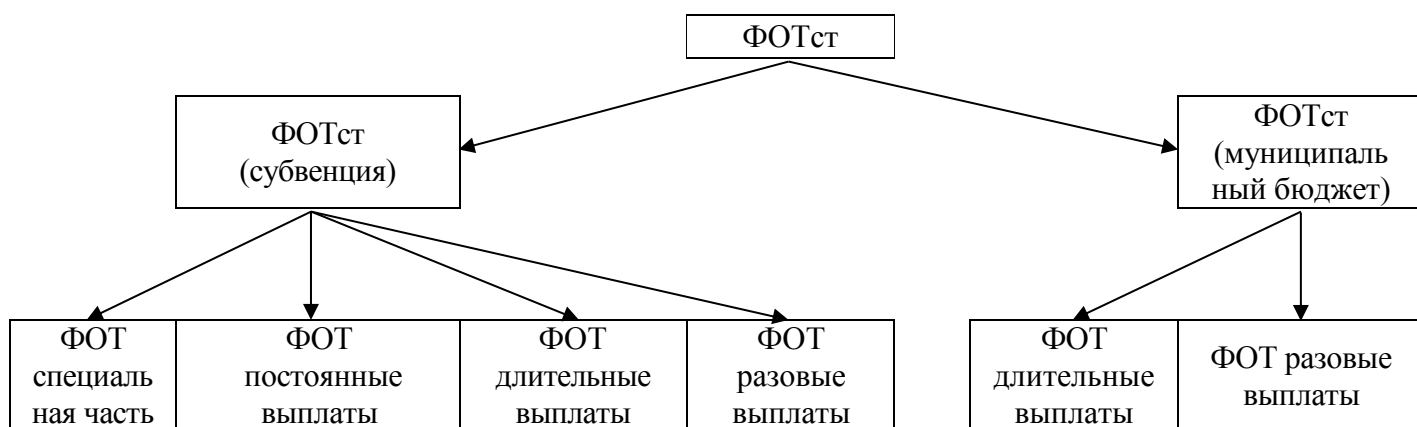 ФОТст
ФОТст
(субвенция)
ФОТст
(муниципаль
ный бюджет)
ФОТ
специаль
ная часть
ФОТ
постоянные
выплаты
ФОТ
длительные
выплаты
ФОТ
разовые
выплаты
ФОТ
длительные
выплаты
ФОТ разовые
выплаты